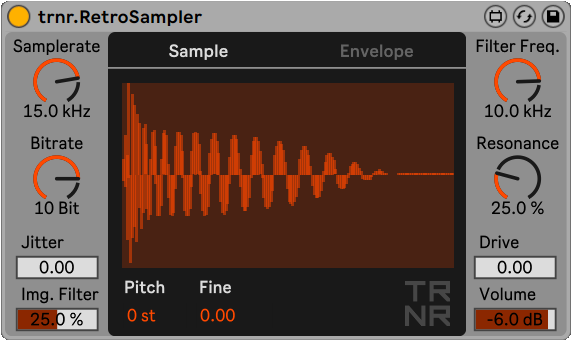 trnr.RetroSampler
Samplerate
15.0 kHz
Bitrate
10 Bit
Jitter
0.00
Img. Filter
25.0 %
Sample
Envelope
Pitch
Fine
0 st
0.00
TR
NR
Filter Freq.
10.0 kHz
Resonance
25.0 %
Drive
0.00
Volume
-6.0 dB